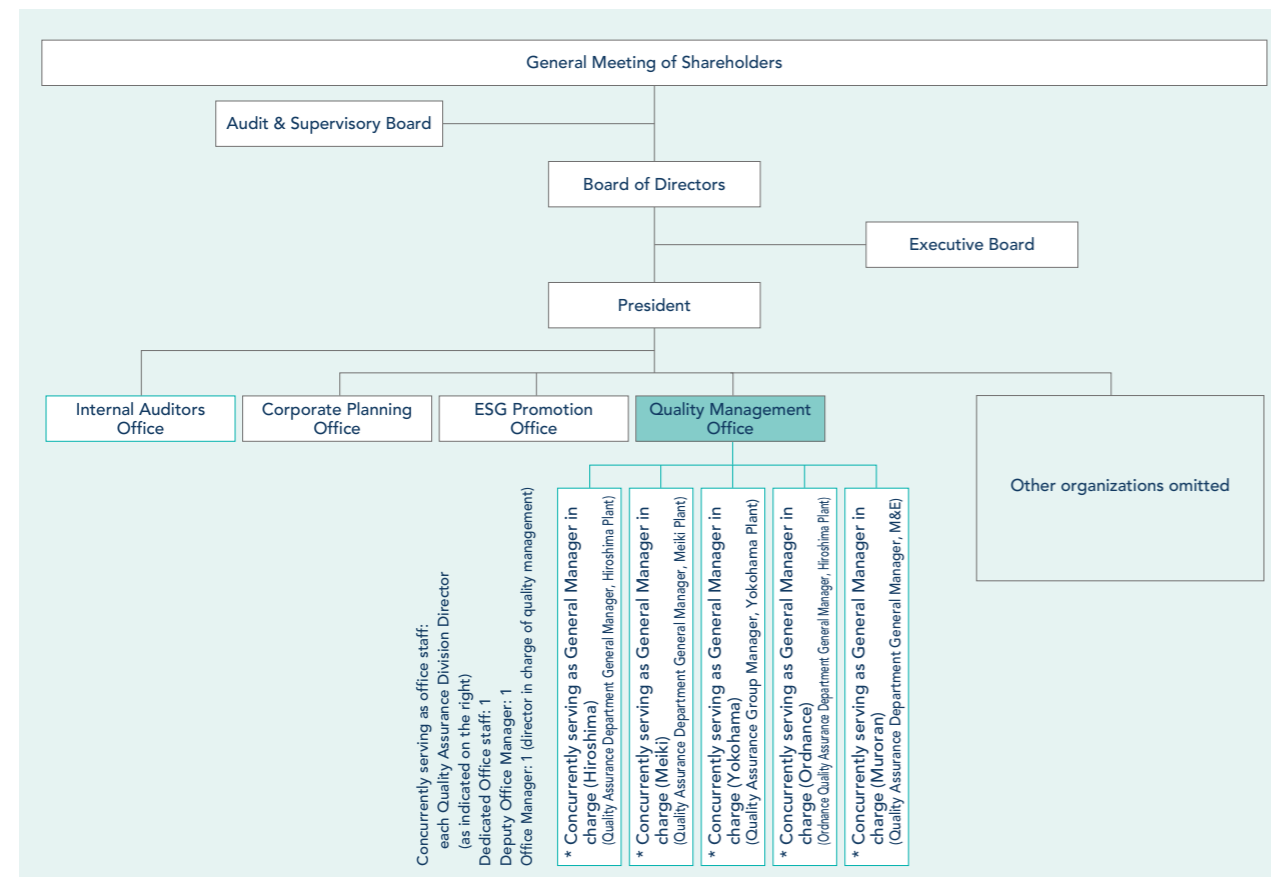 General Meeting of Shareholders
Audit & Supervisory Board
Board of Directors
Executive Board
President
Internal Auditors
Office
Corporate Planning
Office
ESG Promotion
Office
Quality Management
Office
Other organizations omitted
Concurrently serving as office staff:
each Quality Assurance Division Director
(as indicated on the right)
Dedicated Office staff: 1
Deputy Office Manager: 1
Office Manager: 1 (director in charge of quality management)
* Concurrently serving as General Manager in
charge (Hiroshima)
(Quality Assurance Department General Manager, Hiroshima Plant)
* Concurrently serving as General Manager in
charge (Meiki)
(Quality Assurance Department General Manager, Meiki Plant)
* Concurrently serving as General Manager in
charge (Yokohama)
(Quality Assurance Group Manager, Yokohama Plant)
* Concurrently serving as General Manager in
charge (Ordnance)
(Ordnance Quality Assurance Department General Manager, Hiroshima Plant)
* Concurrently serving as General Manager in
charge (Muroran)
(Quality Assurance Department General Manager, M&E)